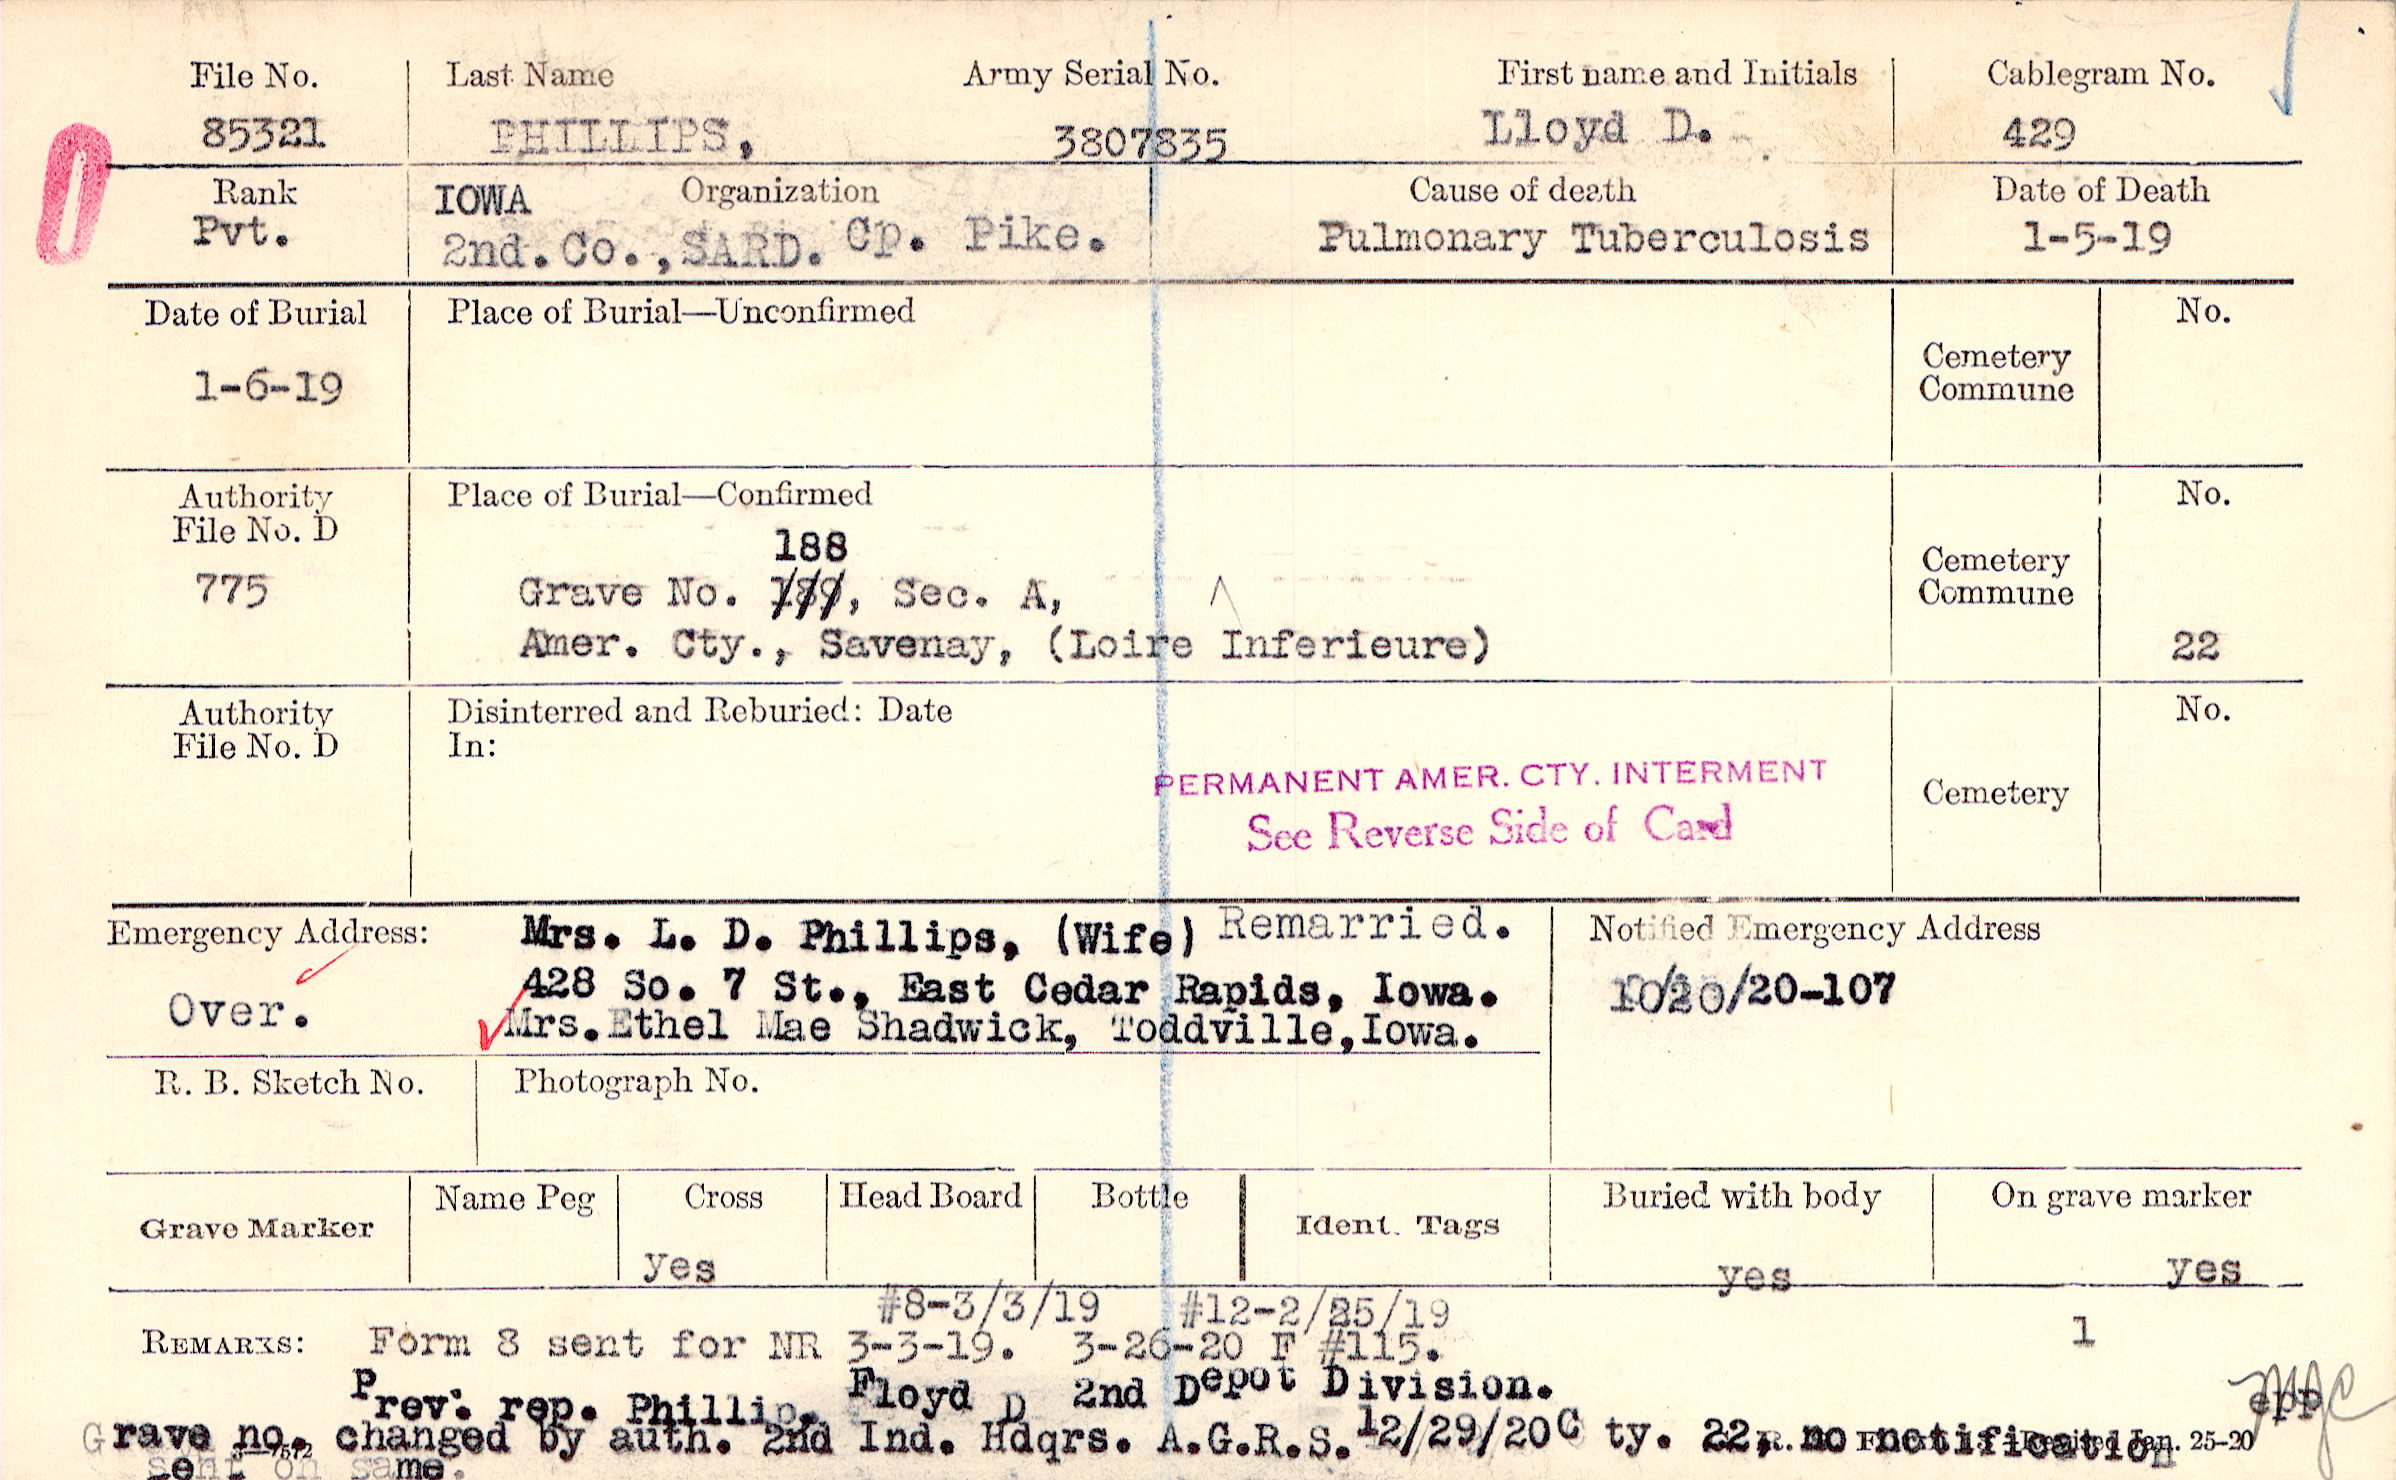 File No. Last Name Army Serial No. First name and Initials Cablegram No.
85321 PHILLIPS, 3807835 Lloyd D. 429
Rank IOWA Organization Cause of death Date of Death
Pvt. 2nd. Co., SARD. Cp. Pike. Pulmonary Tuberculosis 1-5-19
Date of Burial Place of Burial—Unconfirmed No.
Cemetery
Commune
1-6-19
Authority Place of Burial—Confirmed No.
File No. D
188
775 Grave No. 189, Sec. A, Cemetery
Commune
Amer. Cty., Savenay, (Loire Inferieure) 22
Authority Disinterred and Reburied: Date No.
File No. D In:
PERMANENT AMER. CTY. INTERMENT
See Reverse Side of Card
Cemetery
Emergency Address: Mrs. L. D. Phillips, (Wife) Remarried. Notified Emergency Address
428 So. 7 St., East Cedar Rapids, Iowa. 10/20/20-107
Over. Mrs. Ethel Mae Shadwick, Toddville, Iowa.
R. B. Sketch No. Photograph No.
Grave Marker Name Peg Cross Head Board Bottle Ident. Tags Buried with body On grave marker
yes yes yes
#8-3/3/19 #12-2/25/19
REMARKS: Form 8 sent for NR 3-3-19. 3-26-20 F #115. 1
Prev. rep. Phillip, Floyd D 2nd Depot Division. epp
Grave no. changed by auth. 2nd Ind. Hdqrs. A.G.R.S. 12/29/20 C ty. 22, no notification
3—7572 Jan. 25-20
sent on same.